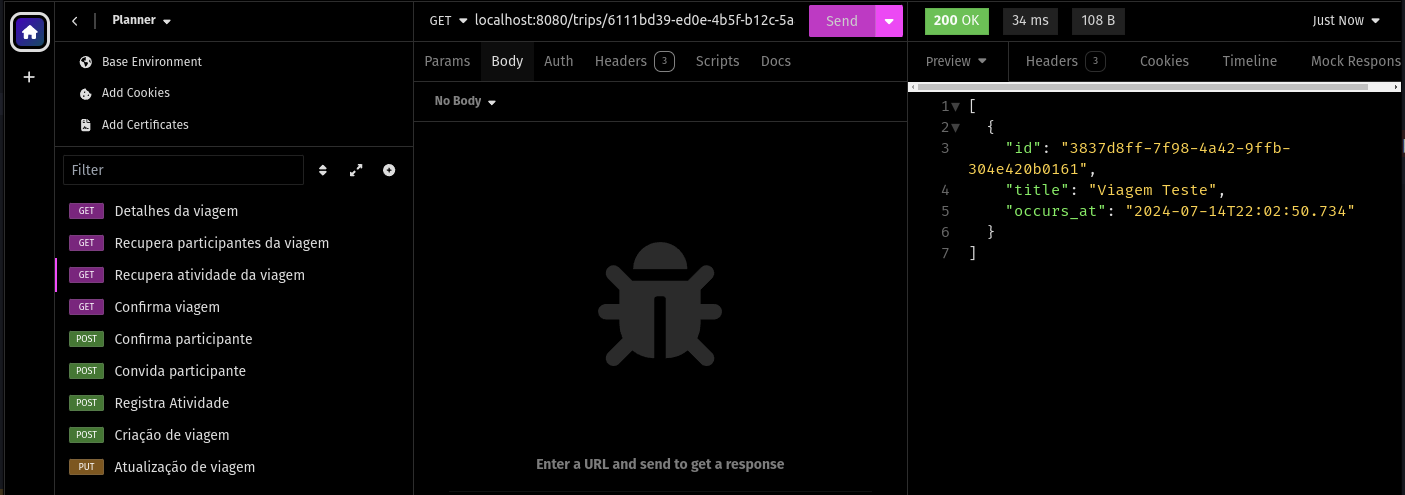 Planner
Base Environment
Add Cookies
Add Certificates
Filter
GET Detalhes da viagem
GET Recupera participantes da viagem
GET Recupera atividade da viagem
GET Confirma viagem
POST Confirma participante
POST Convida participante
POST Registra Atividade
POST Criação de viagem
PUT Atualização de viagem
GET localhost:8080/trips/6111bd39-ed0e-4b5f-b12c-5a
Send
Params Body Auth Headers 3 Scripts Docs
No Body
Enter a URL and send to get a response
200 OK 34 ms 108 B Just Now
Preview Headers 3 Cookies Timeline Mock Respons
1 [
2 {
3 "id": "3837d8ff-7f98-4a42-9ffb-
304e420b0161",
4 "title": "Viagem Teste",
5 "occurs_at": "2024-07-14T22:02:50.734"
6 }
7 ]